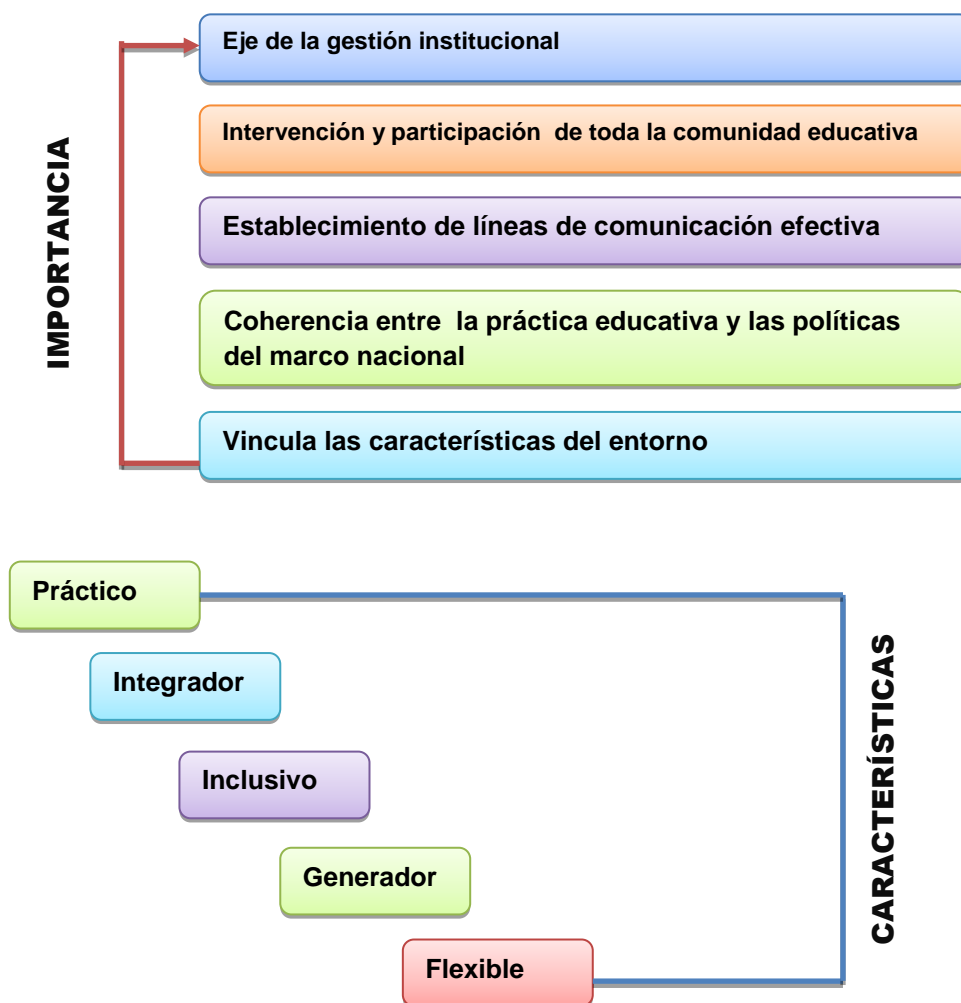 IMPORTANCIA
Eje de la gestión institucional
Intervención y participación de toda la comunidad educativa
Establecimiento de líneas de comunicación efectiva
Coherencia entre la práctica educativa y las políticas
del marco nacional
Vincula las características del entorno
Práctico
Integrador
Inclusivo
Generador
Flexible
CARACTERÍSTICAS